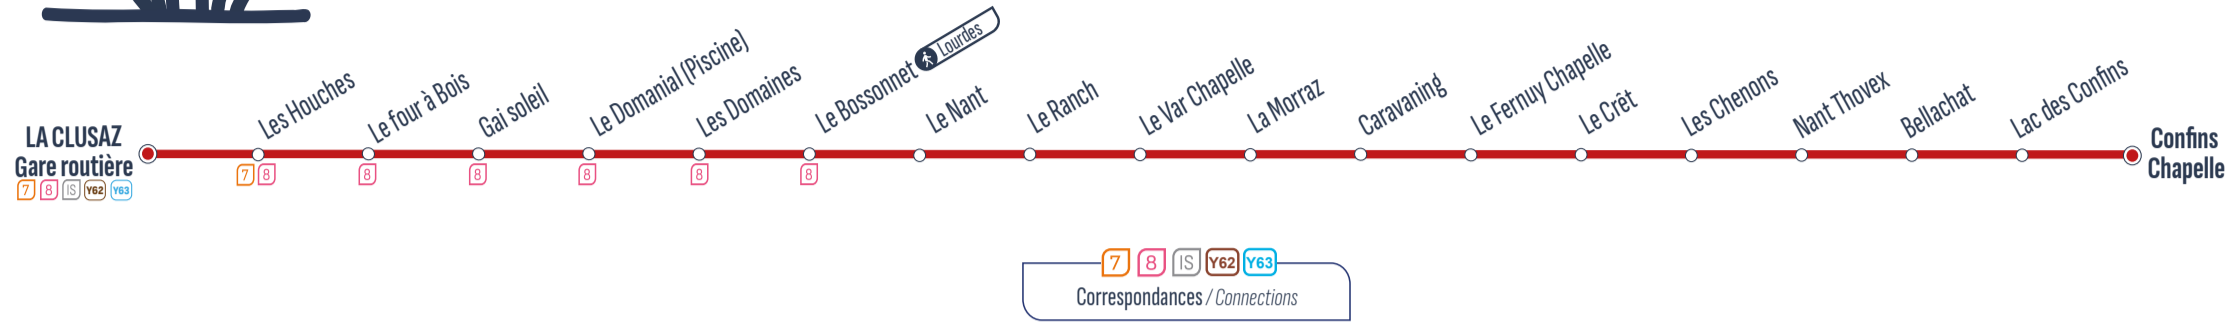 LA CLUSAZ
Gare routière
7 8 IS Y62 Y63
Les Houches
7 8
Le four à Bois
8
Gai soleil
8
Le Domanial (Piscine)
8
Les Domaines
8
Le Bossonnet
Lourdes
8
Le Nant
Le Ranch
Le Var Chapelle
La Morraz
Caravaning
Le Fernuy Chapelle
Le Crêt
Les Chenons
Nant Thovex
Bellachat
Lac des Confins
Confins
Chapelle
7 8 IS Y62 Y63
Correspondances / Connections